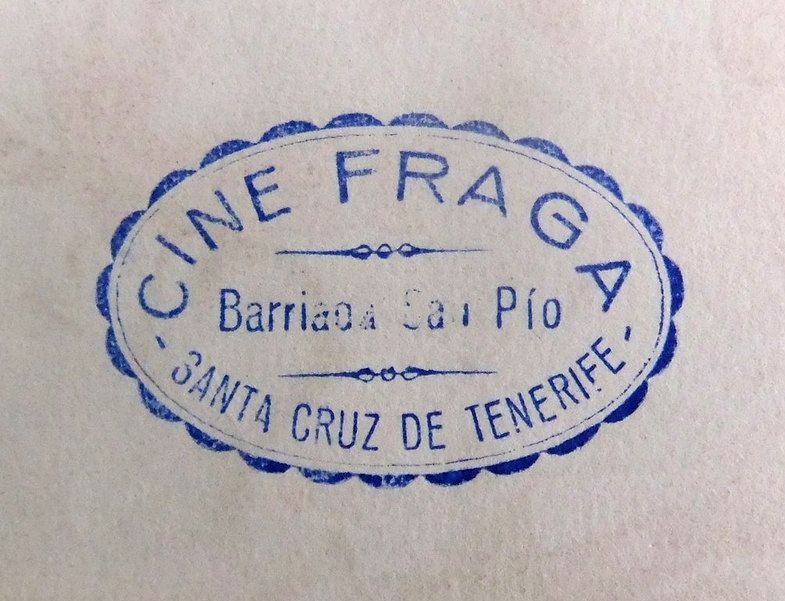 CINE FRAGA
Barriada San Pío
- SANTA CRUZ DE TENERIFE -